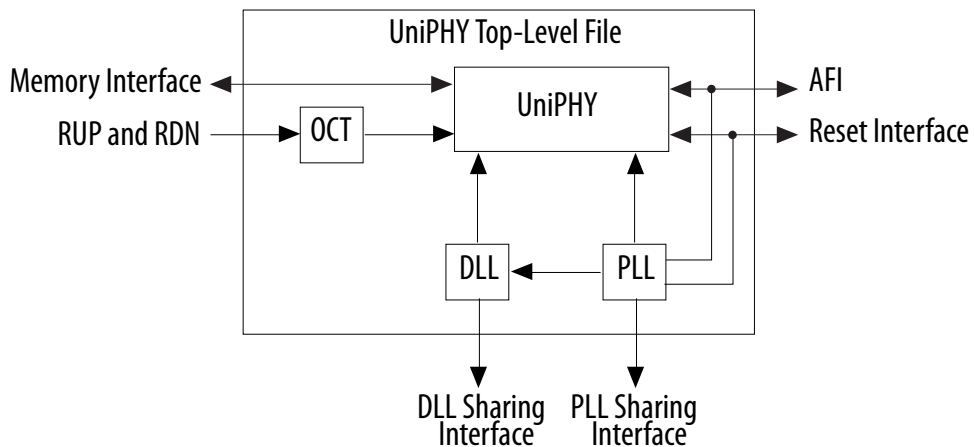 UniPHY Top-Level File
Memory Interface
UniPHY
AFI
RUP and RDN
OCT
Reset Interface
DLL
PLL
DLL Sharing
Interface
PLL Sharing
Interface